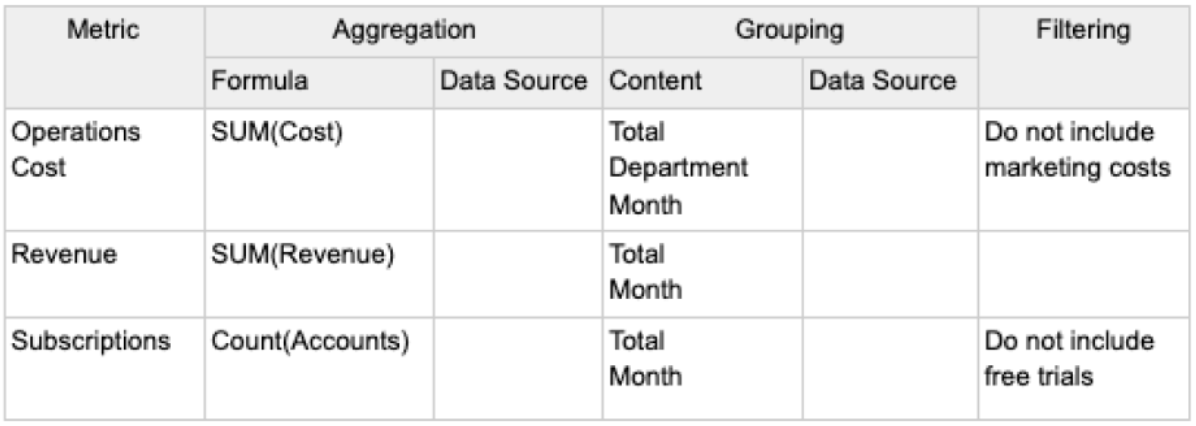 Metric Aggregation Grouping Filtering
Formula Data Source Content Data Source
Operations SUM(Cost) Total Do not include
Cost Department marketing costs
Month
Revenue SUM(Revenue) Total
Month
Subscriptions Count(Accounts) Total Do not include
Month free trials